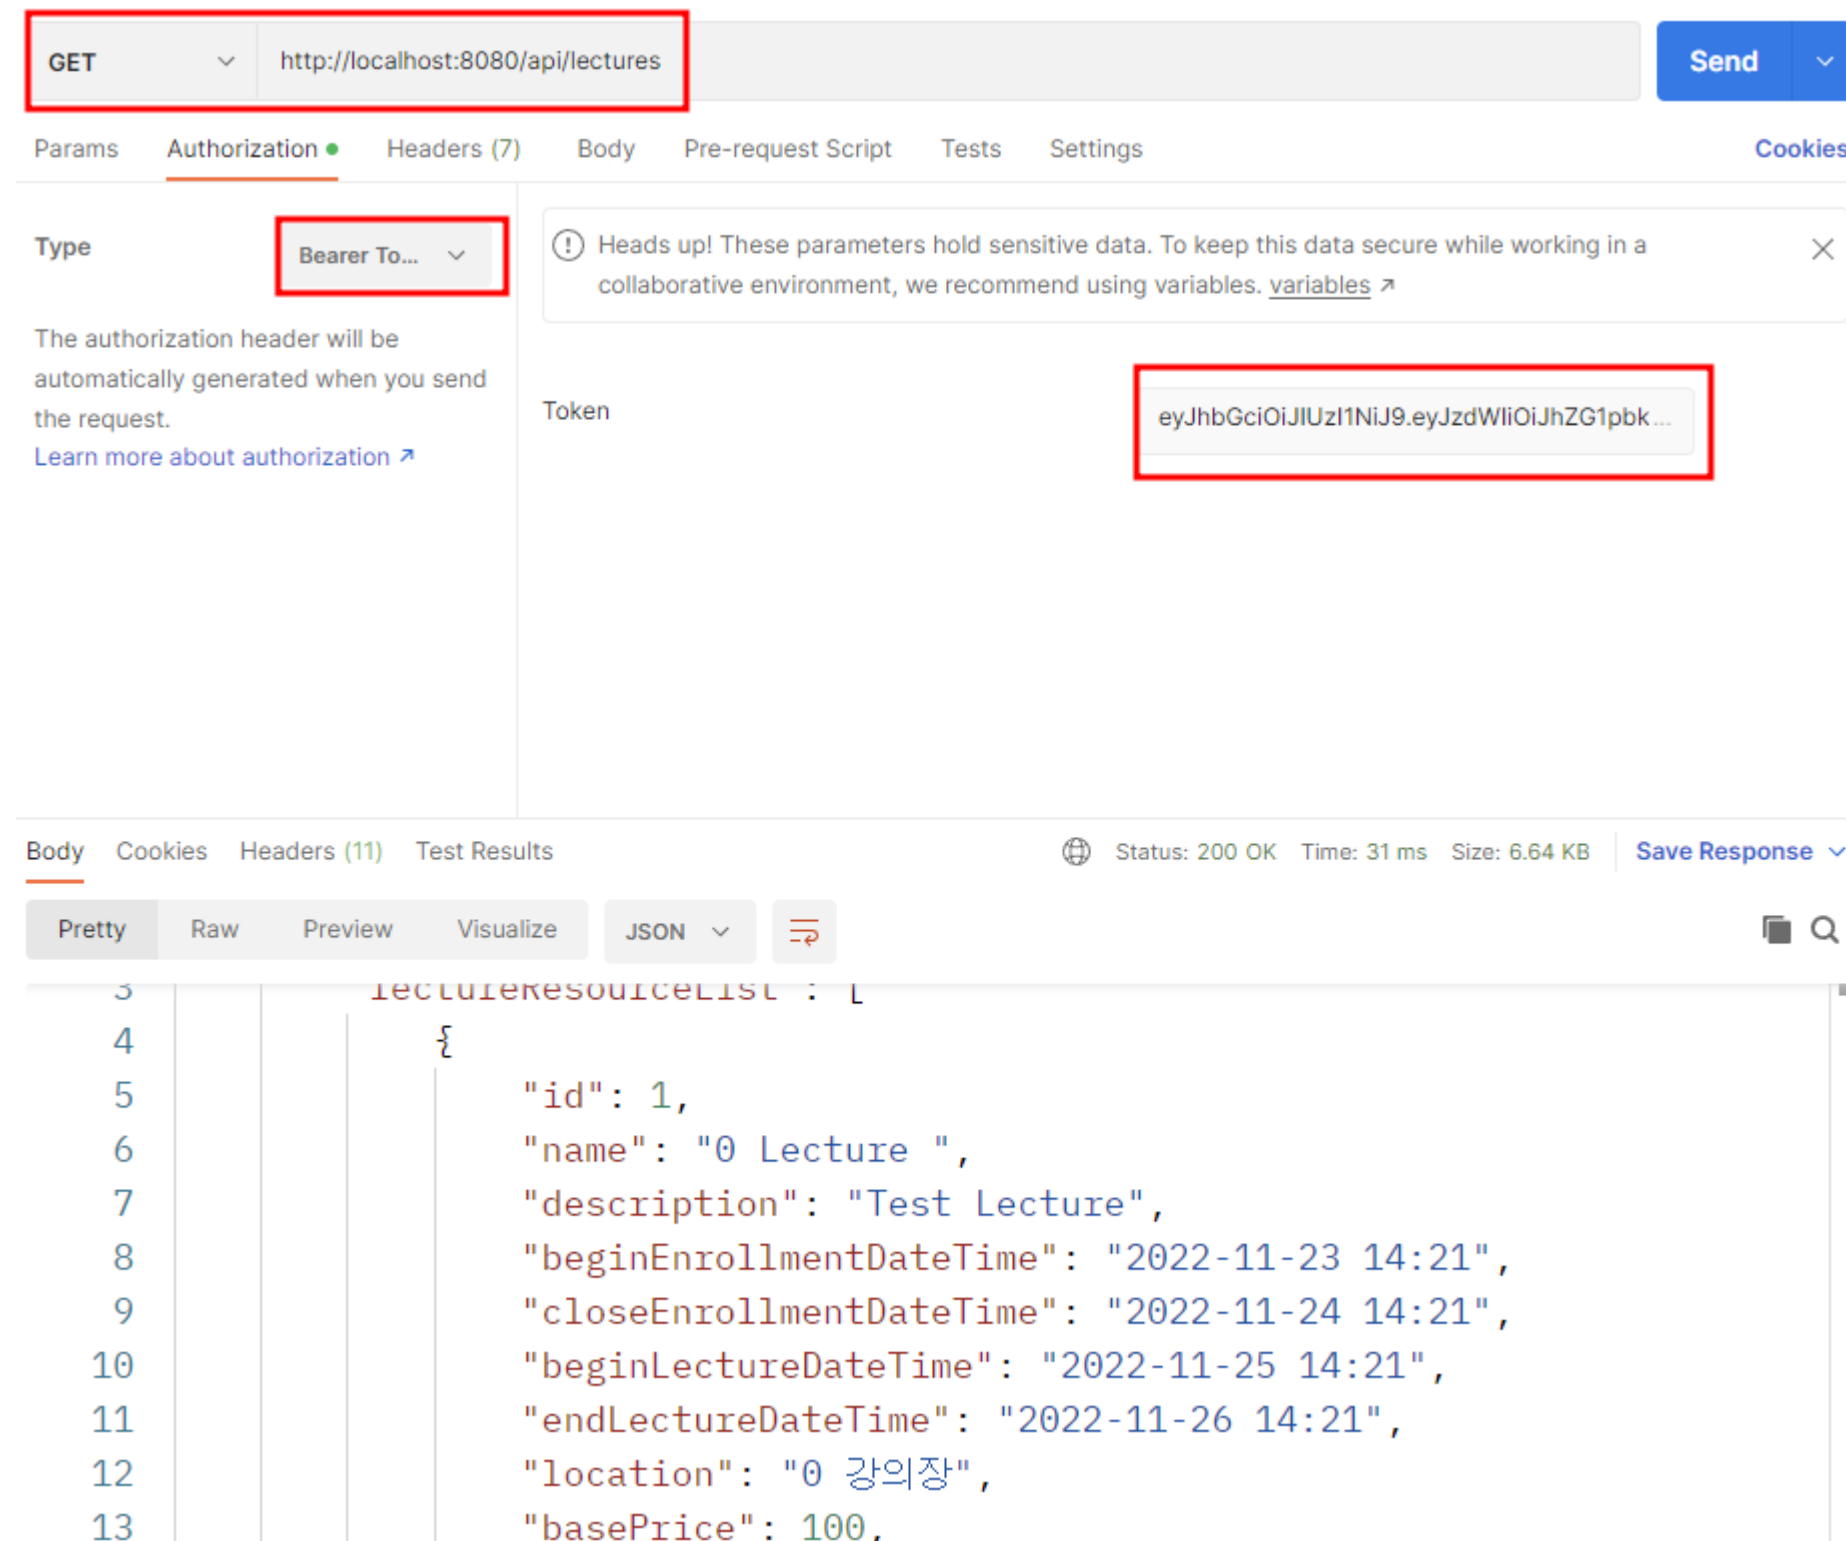 GET http://localhost:8080/api/lectures Send
Params Authorization Headers (7) Body Pre-request Script Tests Settings Cookies
Type Bearer To...
Heads up! These parameters hold sensitive data. To keep this data secure while working in a
collaborative environment, we recommend using variables. variables ↗
The authorization header will be
automatically generated when you send
the request.
Learn more about authorization ↗
Token eyJhbGciOiJIUzI1NiJ9.eyJzdWIiOiJhZG1pbk...
Body Cookies Headers (11) Test Results Status: 200 OK Time: 31 ms Size: 6.64 KB Save Response
Pretty Raw Preview Visualize JSON
3 lectureResourceList : [
4 {
5 "id": 1,
6 "name": "0 Lecture ",
7 "description": "Test Lecture",
8 "beginEnrollmentDateTime": "2022-11-23 14:21",
9 "closeEnrollmentDateTime": "2022-11-24 14:21",
10 "beginLectureDateTime": "2022-11-25 14:21",
11 "endLectureDateTime": "2022-11-26 14:21",
12 "location": "0 강의장",
13 "basePrice": 100,